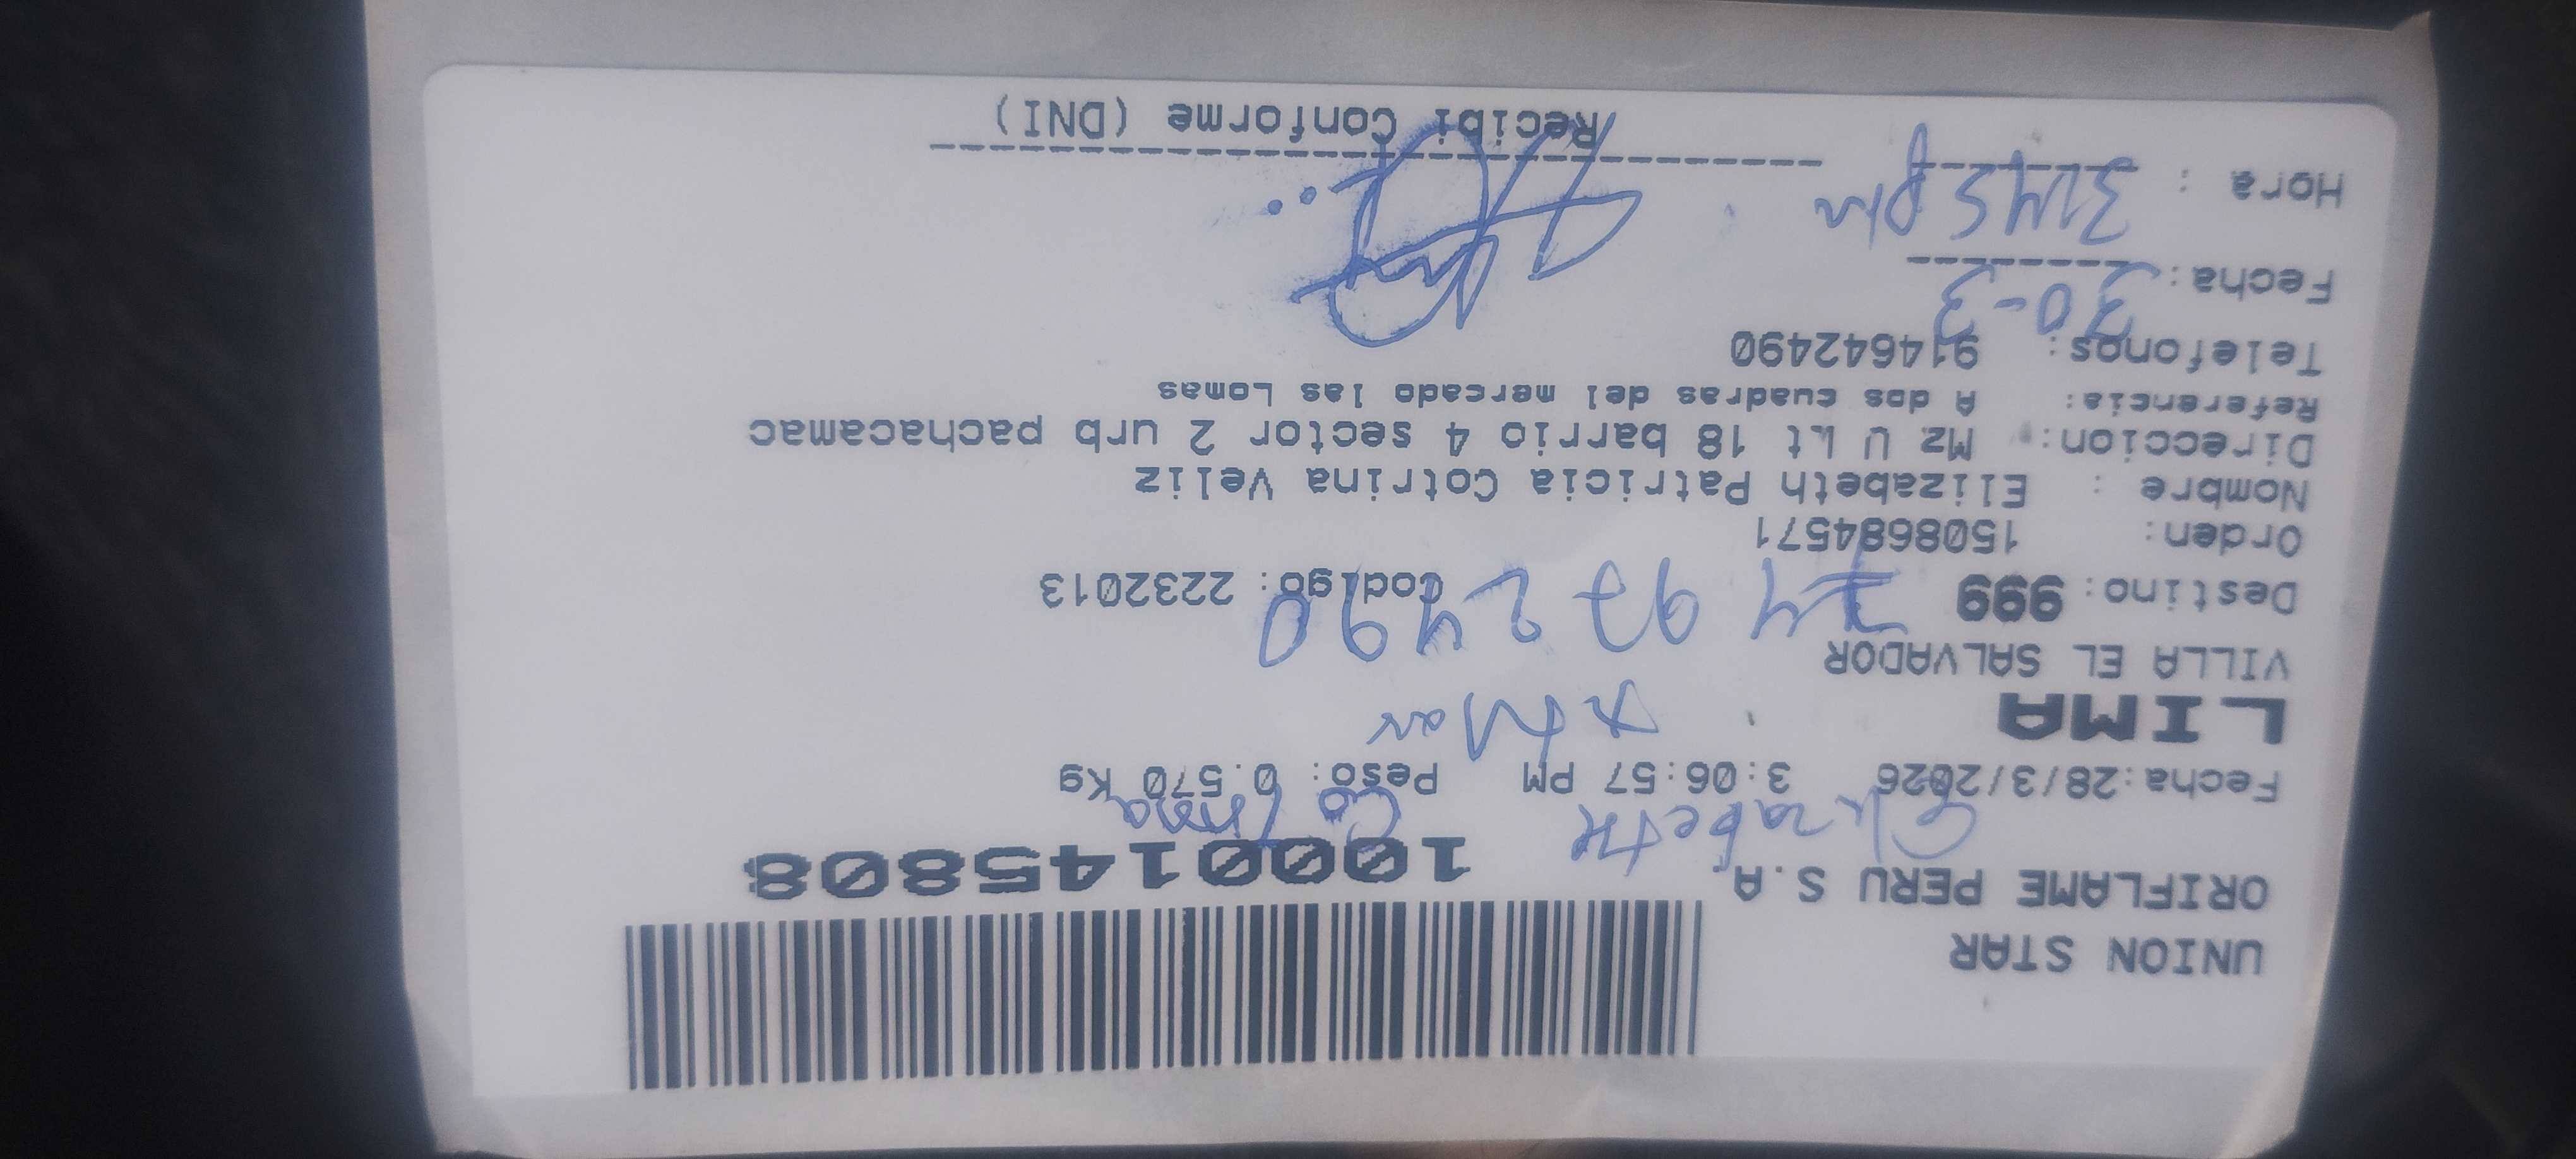 UNION STAR
ORIFLAME PERU S.A.
10000145808
Elizabeth Cotrina
Fecha:28/3/2026 3:06:57 PM Peso: 0.570 Kg
LIMA
VILLA EL SALVADOR
Destino: 999 Codigo: 2232013
Orden: 1508684571
Nombre : Elizabeth Patricia Cotrina Veliz
Direccion: Mz U Lt 18 barrio 4 sector 2 urb pachacamac
Referencia: A dos cuadras del mercado las Lomas
Telefonos: 914642490
Fecha: 30-3
Hora : 3:45 pm
Recibi Conforme (DNI)